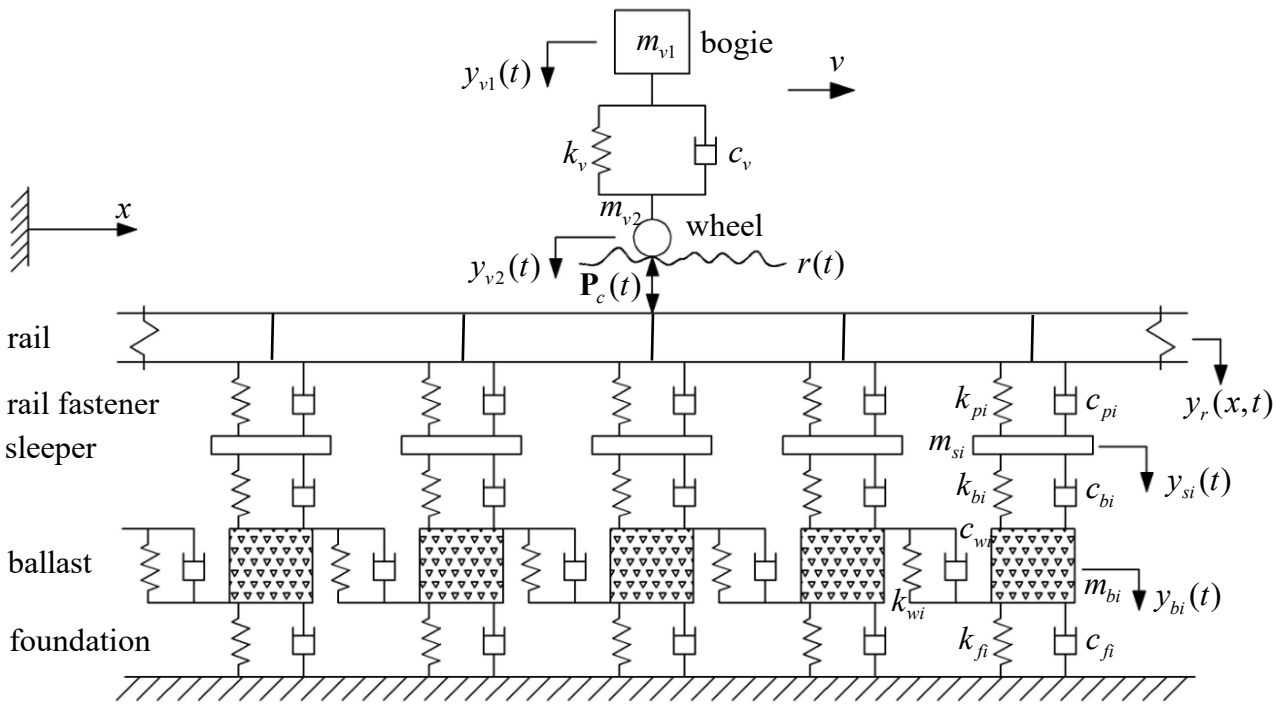 m_{v1} bogie
y_{v1}(t)
v
k_v c_v
x
m_{v2} wheel
y_{v2}(t) r(t)
P_c(t)
rail
rail fastener k_{pi} c_{pi} y_r(x,t)
sleeper m_{si}
k_{bi} c_{bi} y_{si}(t)
c_{wi}
ballast
k_{wi} m_{bi} y_{bi}(t)
foundation k_{fi} c_{fi}